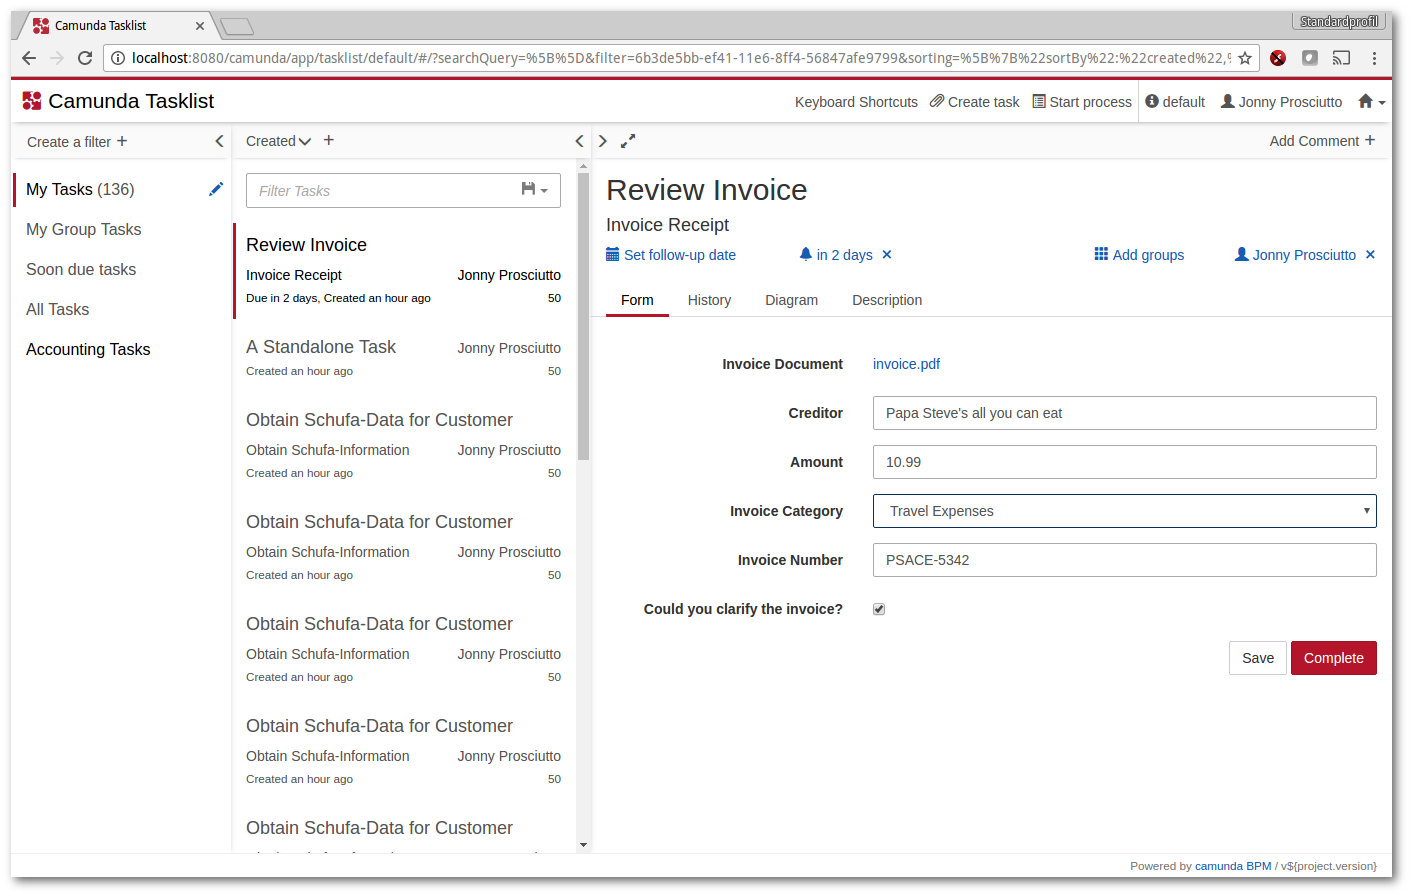 Camunda Tasklist
Standardprofil
localhost:8080/camunda/app/tasklist/default/#/?searchQuery=%5B%5D&filter=6b3de5bb-ef41-11e6-8ff4-56847afe9799&sorting=%5B%7B%22sortBy%22:%22created%22,%
Camunda Tasklist
Keyboard Shortcuts Create task Start process default Jonny Prosciutto
Create a filter +
My Tasks (136)
My Group Tasks
Soon due tasks
All Tasks
Accounting Tasks
Created +
Filter Tasks
Review Invoice
Invoice Receipt Jonny Prosciutto
Due in 2 days, Created an hour ago 50
A Standalone Task Jonny Prosciutto
Created an hour ago 50
Obtain Schufa-Data for Customer
Obtain Schufa-Information Jonny Prosciutto
Created an hour ago 50
Obtain Schufa-Data for Customer
Obtain Schufa-Information Jonny Prosciutto
Created an hour ago 50
Obtain Schufa-Data for Customer
Obtain Schufa-Information Jonny Prosciutto
Created an hour ago 50
Obtain Schufa-Data for Customer
Obtain Schufa-Information Jonny Prosciutto
Created an hour ago 50
Obtain Schufa-Data for Customer
Add Comment +
Review Invoice
Invoice Receipt
Set follow-up date in 2 days × Add groups Jonny Prosciutto ×
Form History Diagram Description
Invoice Document invoice.pdf
Creditor Papa Steve's all you can eat
Amount 10.99
Invoice Category Travel Expenses
Invoice Number PSACE-5342
Could you clarify the invoice?
Save Complete
Powered by camunda BPM / v${project.version}